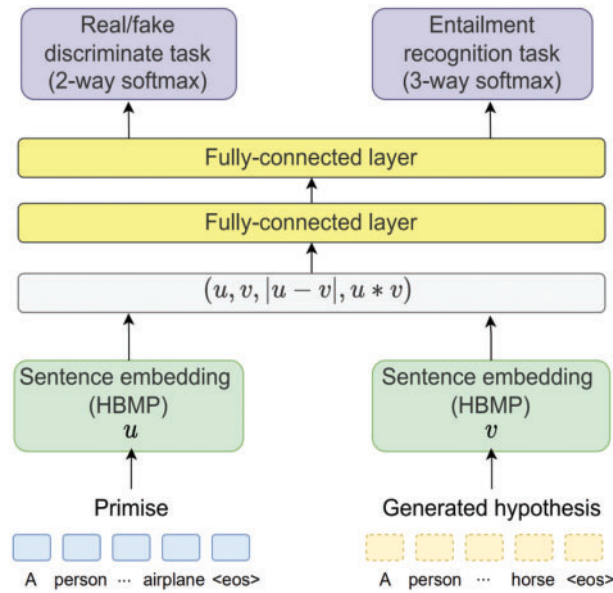 Real/fake
discriminate task
(2-way softmax)
Entailment
recognition task
(3-way softmax)
Fully-connected layer
Fully-connected layer
(u, v, |u − v|, u * v)
Sentence embedding
(HBMP)
u
Sentence embedding
(HBMP)
v
Primise
Generated hypothesis
A person ... airplane <eos>
A person ... horse <eos>